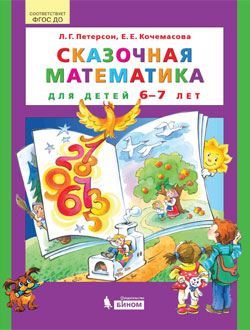 СООТВЕТСТВУЕТ
ФГОС ДО
Л. Г. Петерсон, Е. Е. Кочемасова
СКАЗОЧНАЯ
МАТЕМАТИКА
ДЛЯ ДЕТЕЙ 6–7 ЛЕТ
Издательство
БИНОМ